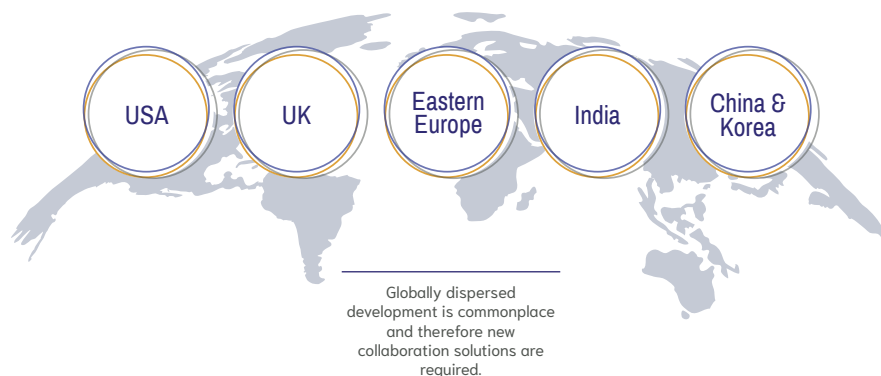 USA
UK
Eastern
Europe
India
China &
Korea
Globally dispersed
development is commonplace
and therefore new
collaboration solutions are
required.